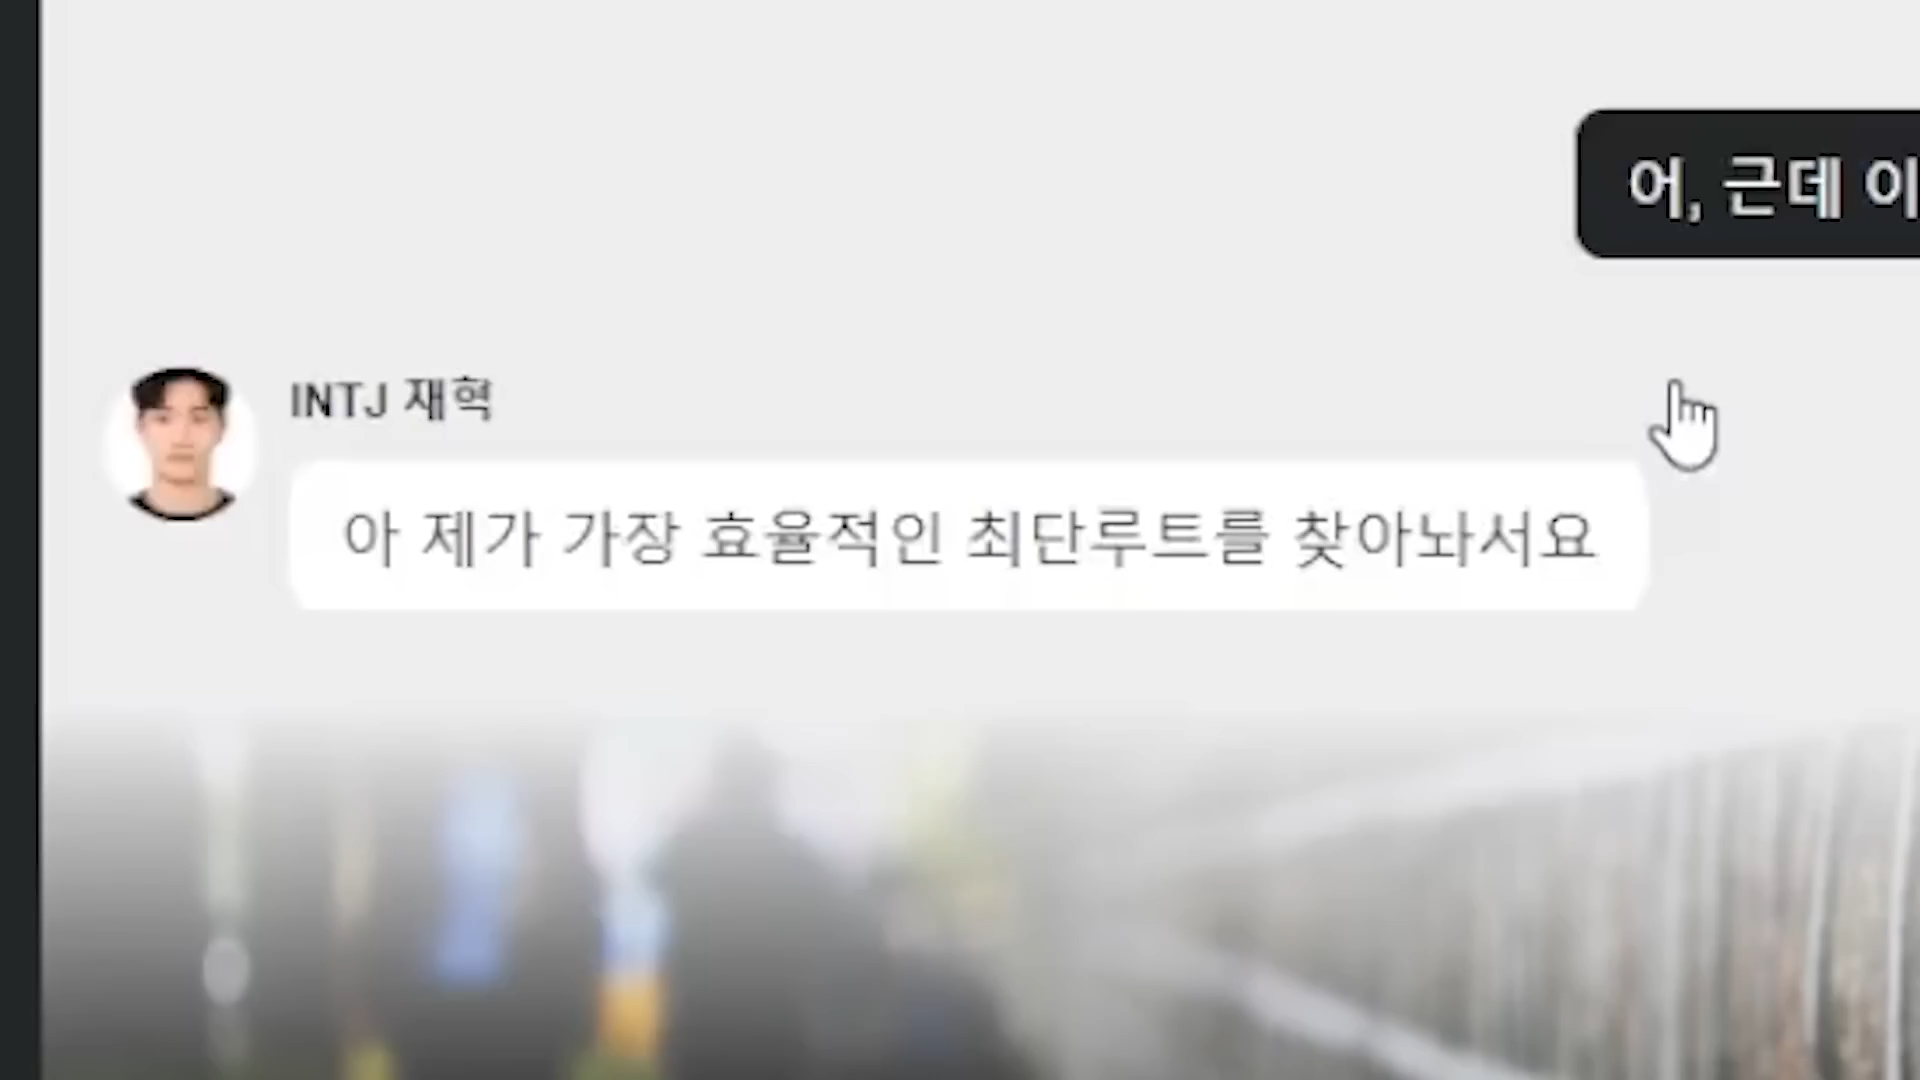 어, 근데 이
INTJ 재혁
아 제가 가장 효율적인 최단루트를 찾아놔서요